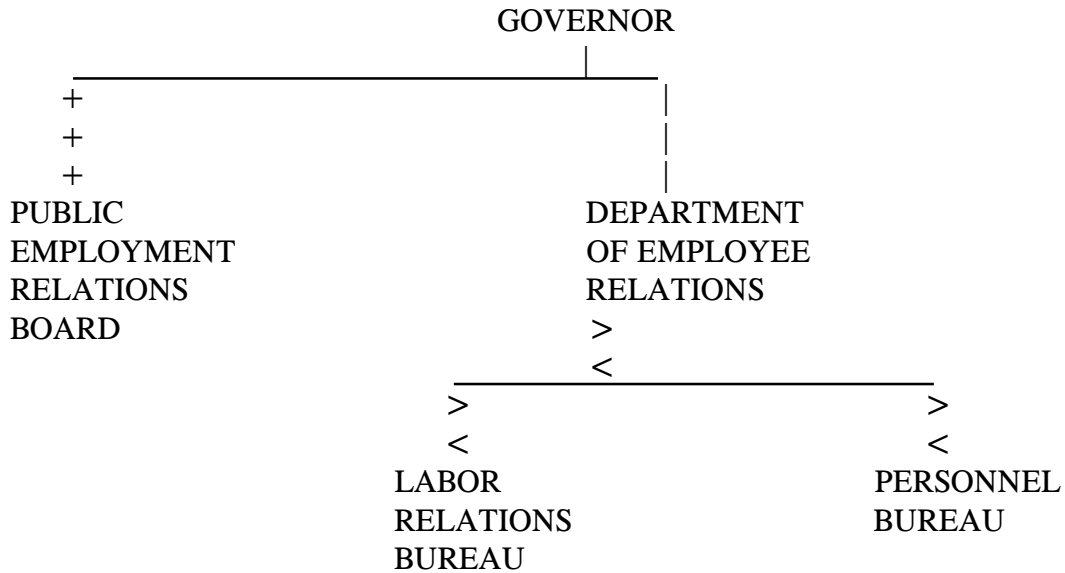 GOVERNOR
|
+ |
+ |
+ |
PUBLIC DEPARTMENT
EMPLOYMENT OF EMPLOYEE
RELATIONS RELATIONS
BOARD >
<
> >
< <
LABOR PERSONNEL
RELATIONS BUREAU
BUREAU